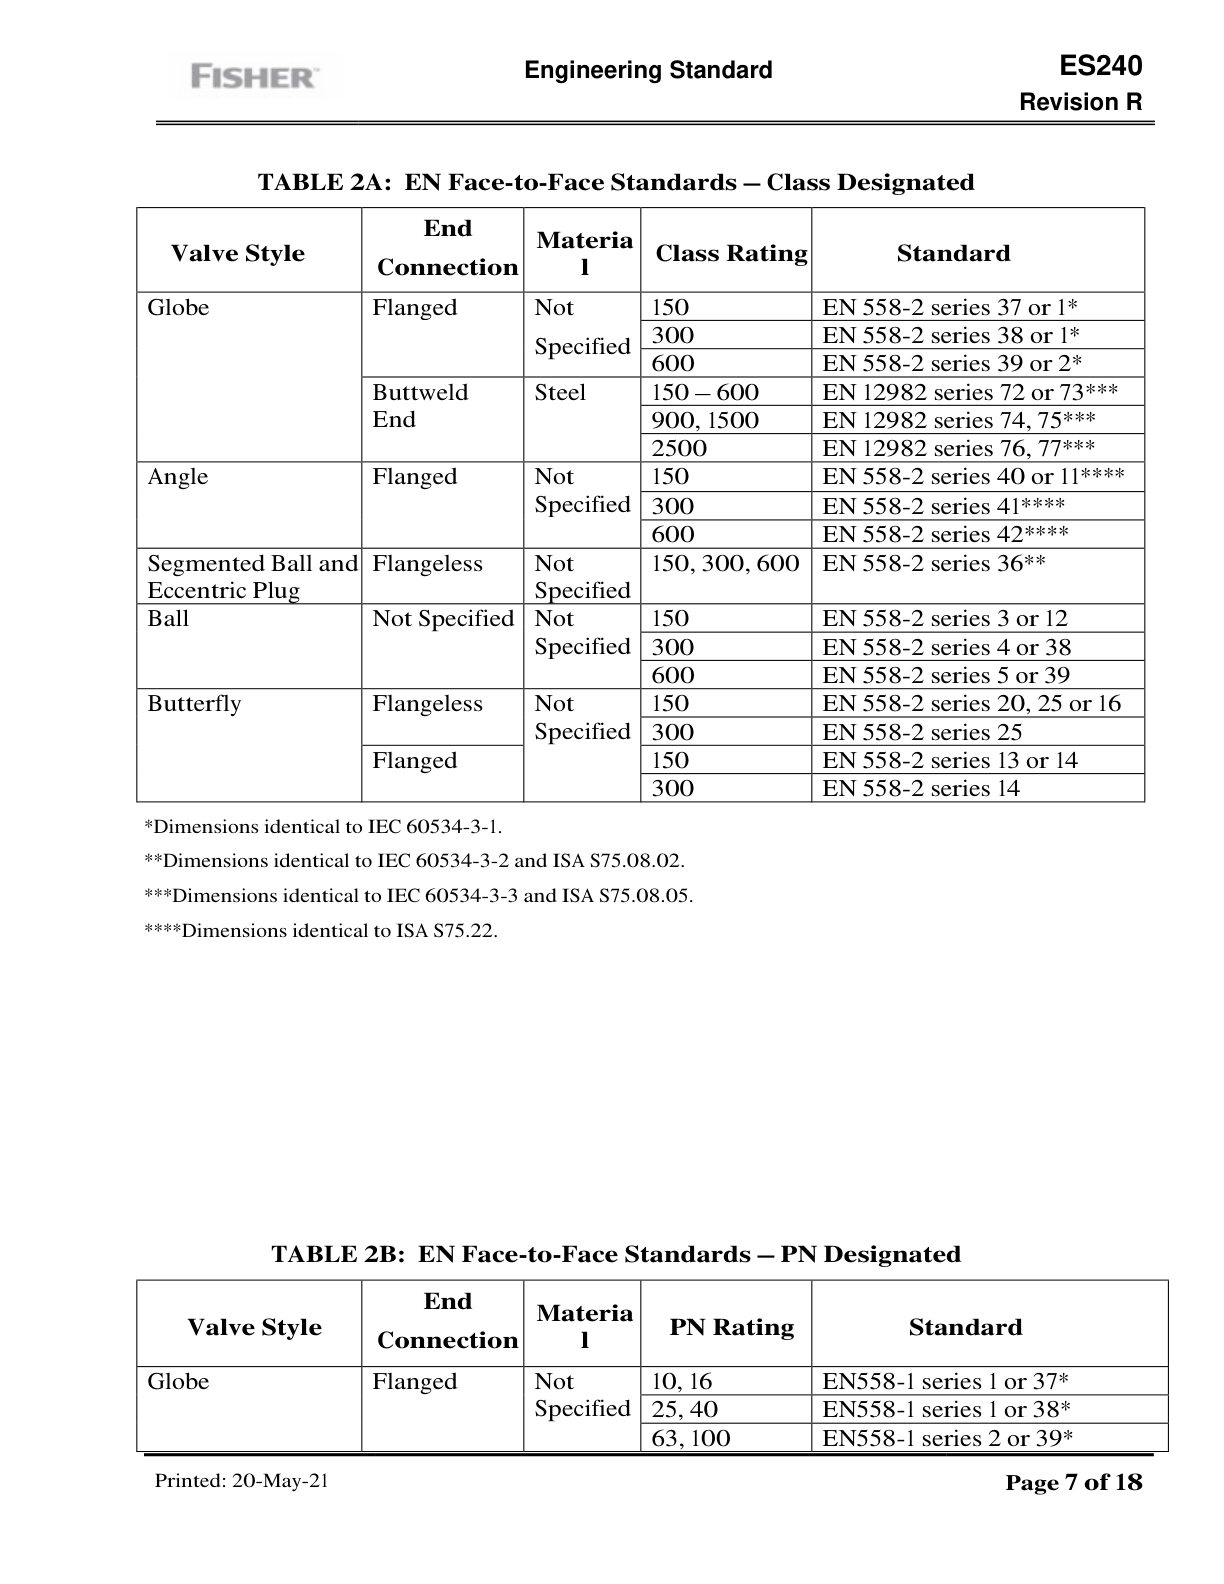 FISHER™
Engineering Standard
ES240
Revision R
TABLE 2A: EN Face-to-Face Standards – Class Designated
Valve Style End Connection Materia l Class Rating Standard
Globe Flanged Not Specified 150 EN 558-2 series 37 or 1*
300 EN 558-2 series 38 or 1*
600 EN 558-2 series 39 or 2*
Buttweld End Steel 150 – 600 EN 12982 series 72 or 73***
900, 1500 EN 12982 series 74, 75***
2500 EN 12982 series 76, 77***
Angle Flanged Not Specified 150 EN 558-2 series 40 or 11****
300 EN 558-2 series 41****
600 EN 558-2 series 42****
Segmented Ball and Eccentric Plug Flangeless Not Specified 150, 300, 600 EN 558-2 series 36**
Ball Not Specified Not Specified 150 EN 558-2 series 3 or 12
300 EN 558-2 series 4 or 38
600 EN 558-2 series 5 or 39
Butterfly Flangeless Not Specified 150 EN 558-2 series 20, 25 or 16
300 EN 558-2 series 25
Flanged 150 EN 558-2 series 13 or 14
300 EN 558-2 series 14
*Dimensions identical to IEC 60534-3-1.
**Dimensions identical to IEC 60534-3-2 and ISA S75.08.02.
***Dimensions identical to IEC 60534-3-3 and ISA S75.08.05.
****Dimensions identical to ISA S75.22.
TABLE 2B: EN Face-to-Face Standards – PN Designated
Valve Style End Connection Materia l PN Rating Standard
Globe Flanged Not Specified 10, 16 EN558-1 series 1 or 37*
25, 40 EN558-1 series 1 or 38*
63, 100 EN558-1 series 2 or 39*
Printed: 20-May-21
Page 7 of 18